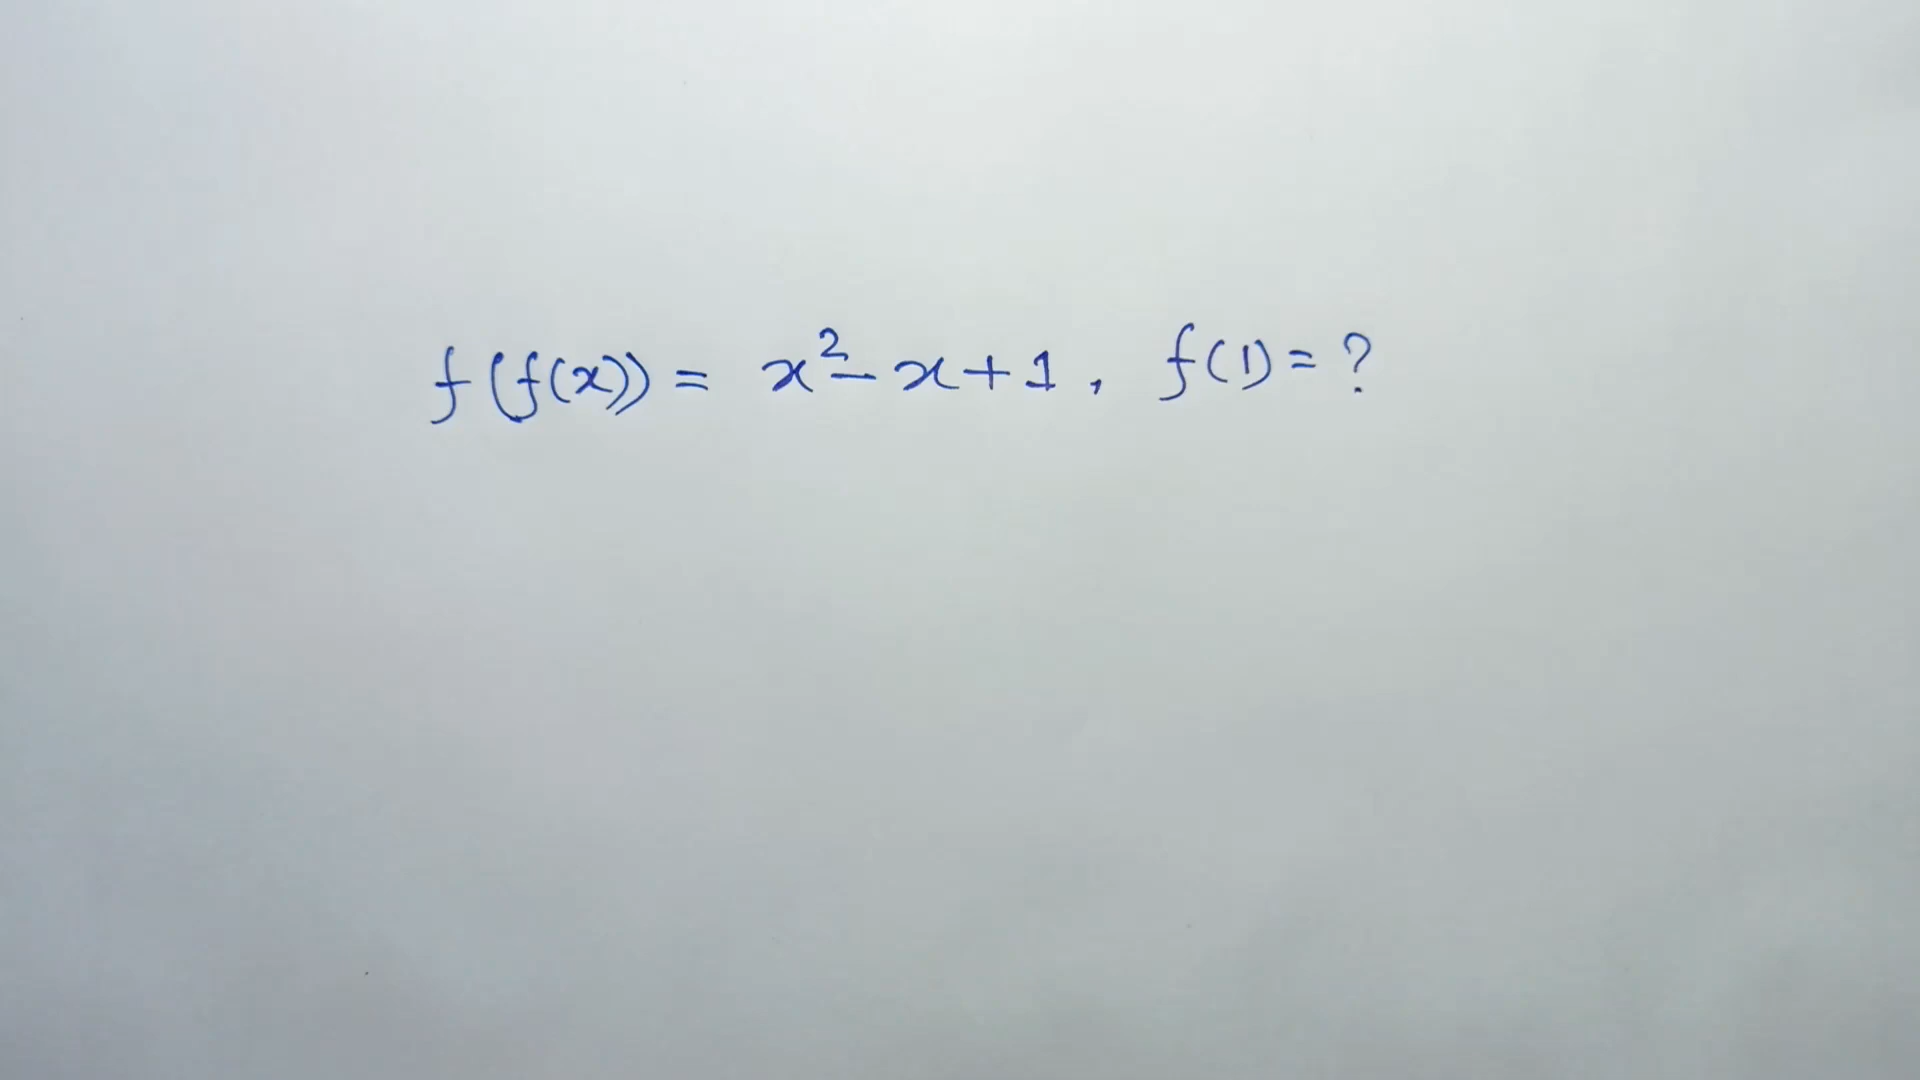 f(f(x)) = x²-x+1, f(1)=?